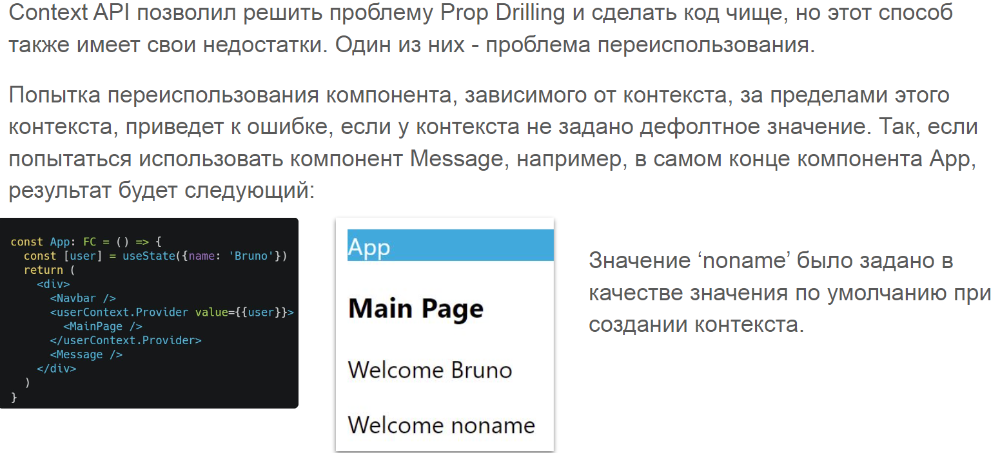 Context API позволил решить проблему Prop Drilling и сделать код чище, но этот способ
также имеет свои недостатки. Один из них - проблема переиспользования.
Попытка переиспользования компонента, зависимого от контекста, за пределами этого
контекста, приведет к ошибке, если у контекста не задано дефолтное значение. Так, если
попытаться использовать компонент Message, например, в самом конце компонента App,
результат будет следующий:
const App: FC = () => {
  const [user] = useState({name: 'Bruno'})
  return (
    <div>
      <Navbar />
      <userContext.Provider value={{user}}>
        <MainPage />
      </userContext.Provider>
      <Message />
    </div>
  )
}
App
Main Page
Welcome Bruno
Welcome noname
Значение ‘noname’ было задано в
качестве значения по умолчанию при
создании контекста.